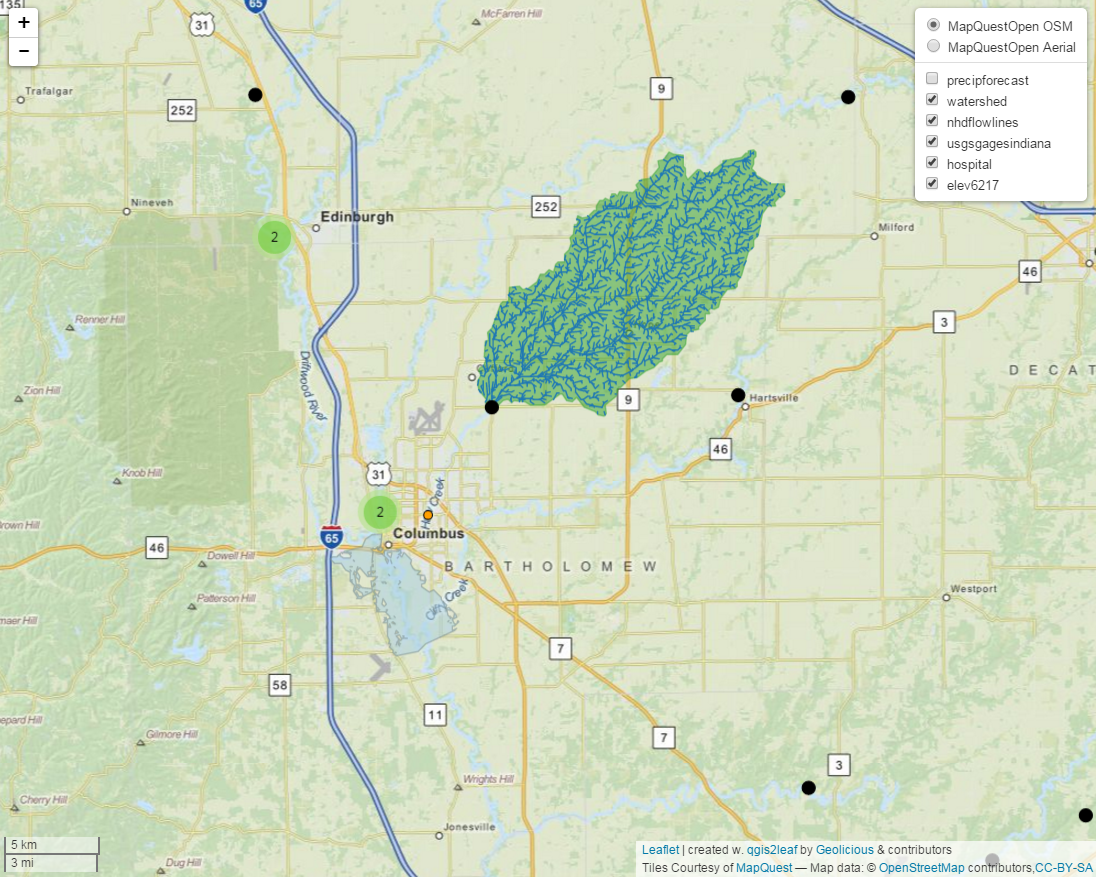 135
+
−
65
31
McFarren Hill
MapQuestOpen OSM
MapQuestOpen Aerial
precipforecast
watershed
nhdflowlines
usgsgagesindiana
hospital
elev6217
Trafalgar
252
9
Nineveh
252
Edinburgh
2
Milford
46
Renner Hill
3
Driftwood River
DECAT
Zion Hill
9
Hartsville
46
Knob Hill
31
2
Creek
rown Hill
Columbus
65
46
Dowell Hill
BARTHOLOMEW
Westport
Patterson Hill
Clifty Creek
maer Hill
7
58
11
epard Hill
Gilmore Hill
7
3
Wrights Hill
Cherry Hill
Jonesville
5 km
3 mi
Dug Hill
Leaflet | created w. qgis2leaf by Geolicious & contributors
Tiles Courtesy of MapQuest — Map data: © OpenStreetMap contributors,CC-BY-SA